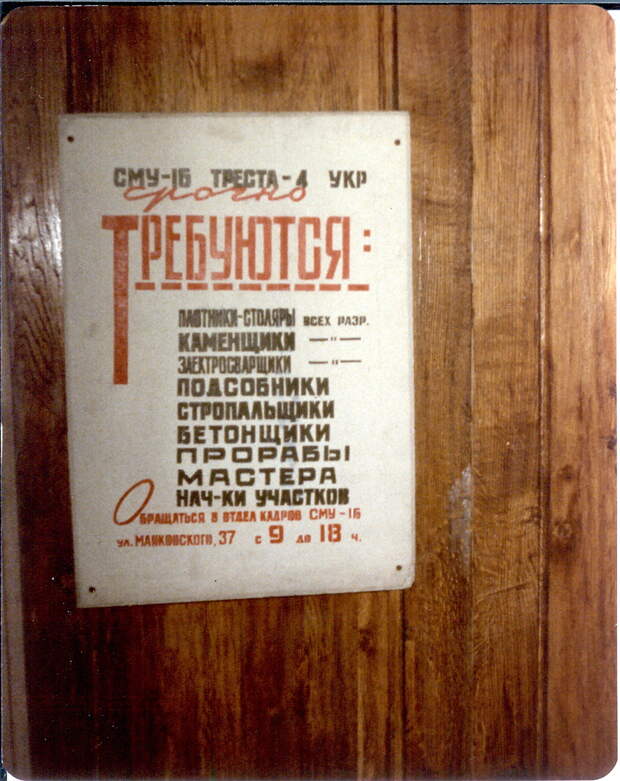 СМУ-16 ТРЕСТА-4 УКР
срочно
ТРЕБУЮТСЯ:
ПЛОТНИКИ-СТОЛЯРЫ ВСЕХ РАЗР.
КАМЕНЩИКИ —"—
ЭЛЕКТРОСВАРЩИКИ —"—
ПОДСОБНИКИ
СТРОПАЛЬЩИКИ
БЕТОНЩИКИ
ПРОРАБЫ
МАСТЕРА
НАЧ-КИ УЧАСТКОВ
ОБРАЩАТЬСЯ В ОТДЕЛ КАДРОВ СМУ-16
УЛ. МАЯКОВСКОГО, 37 с 9 до 18 ч.